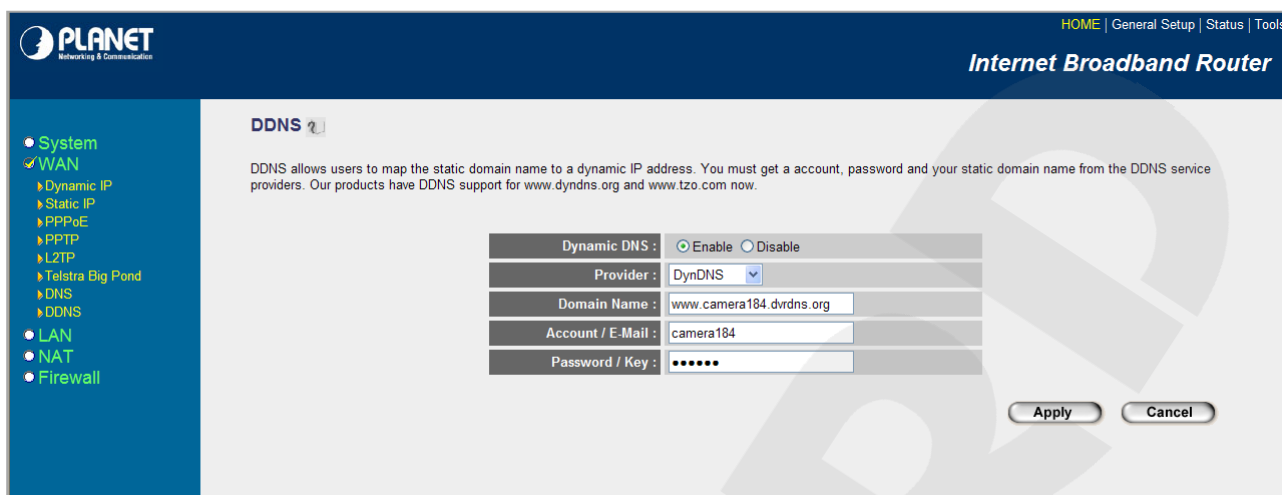 PLANET
Networking & Communication
HOME | General Setup | Status | Tools
Internet Broadband Router
System
WAN
Dynamic IP
Static IP
PPPoE
PPTP
L2TP
Telstra Big Pond
DNS
DDNS
LAN
NAT
Firewall
DDNS
DDNS allows users to map the static domain name to a dynamic IP address. You must get a account, password and your static domain name from the DDNS service
providers. Our products have DDNS support for www.dyndns.org and www.tzo.com now.
Dynamic DNS : Enable Disable
Provider : DynDNS
Domain Name : www.camera184.dvrdns.org
Account / E-Mail : camera184
Password / Key : ••••••
Apply Cancel